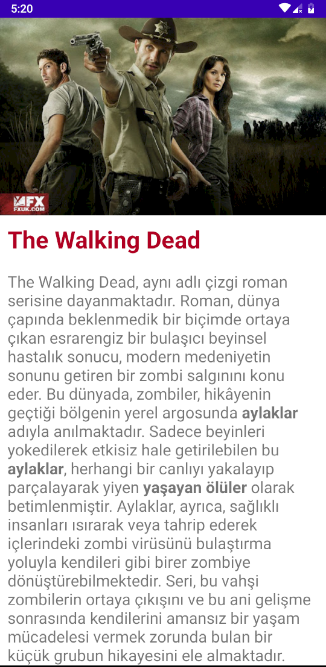 5:20
FX
FXUK.COM
The Walking Dead
The Walking Dead, aynı adlı çizgi roman
serisine dayanmaktadır. Roman, dünya
çapında beklenmedik bir biçimde ortaya
çıkan esrarengiz bir bulaşıcı beyinsel
hastalık sonucu, modern medeniyetin
sonunu getiren bir zombi salgınını konu
eder. Bu dünyada, zombiler, hikâyenin
geçtiği bölgenin yerel argosunda aylaklar
adıyla anılmaktadır. Sadece beyinleri
yokedilerek etkisiz hale getirilebilen bu
aylaklar, herhangi bir canlıyı yakalayıp
parçalayarak yiyen yaşayan ölüler olarak
betimlenmiştir. Aylaklar, ayrıca, sağlıklı
insanları ısırarak veya tahrip ederek
içlerindeki zombi virüsünü bulaştırma
yoluyla kendileri gibi birer zombiye
dönüştürebilmektedir. Seri, bu vahşi
zombilerin ortaya çıkışını ve bu ani gelişme
sonrasında kendilerini amansız bir yaşam
mücadelesi vermek zorunda bulan bir
küçük grubun hikayesini ele almaktadır.